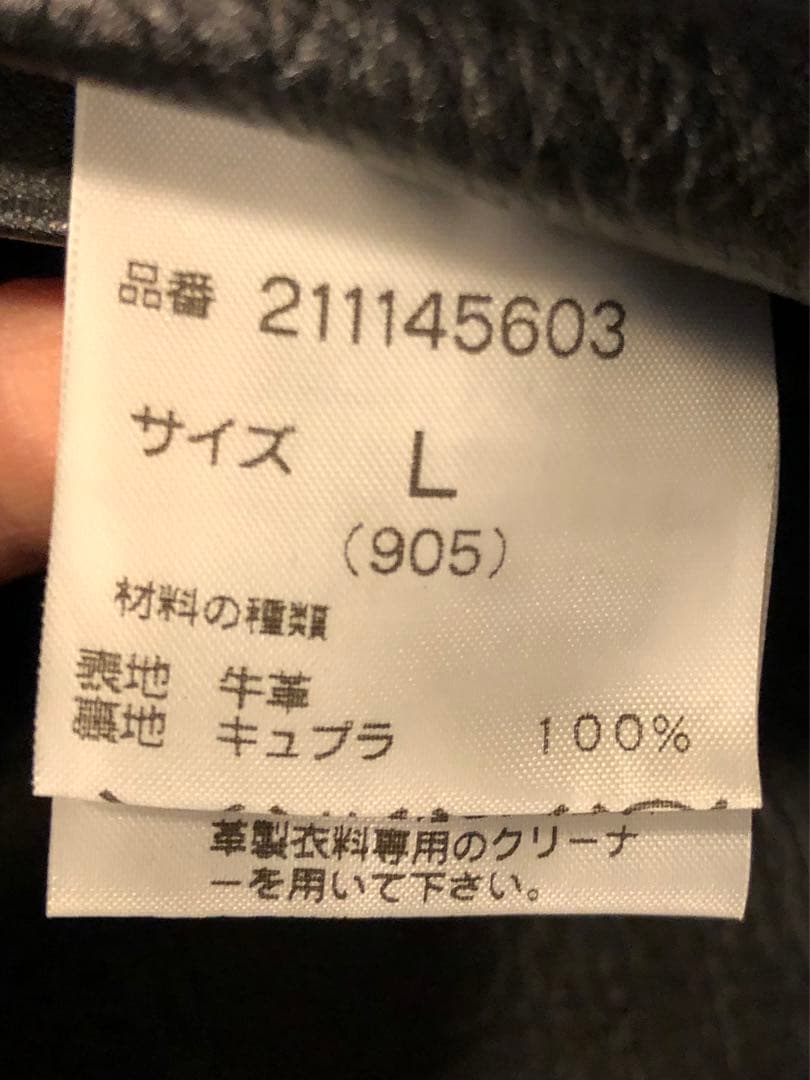 品番 211145603
サイズ L
(905)
材料の種類
表地 牛革
裏地 キュプラ 100%
革製衣料専用のクリーナ
ーを用いて下さい。